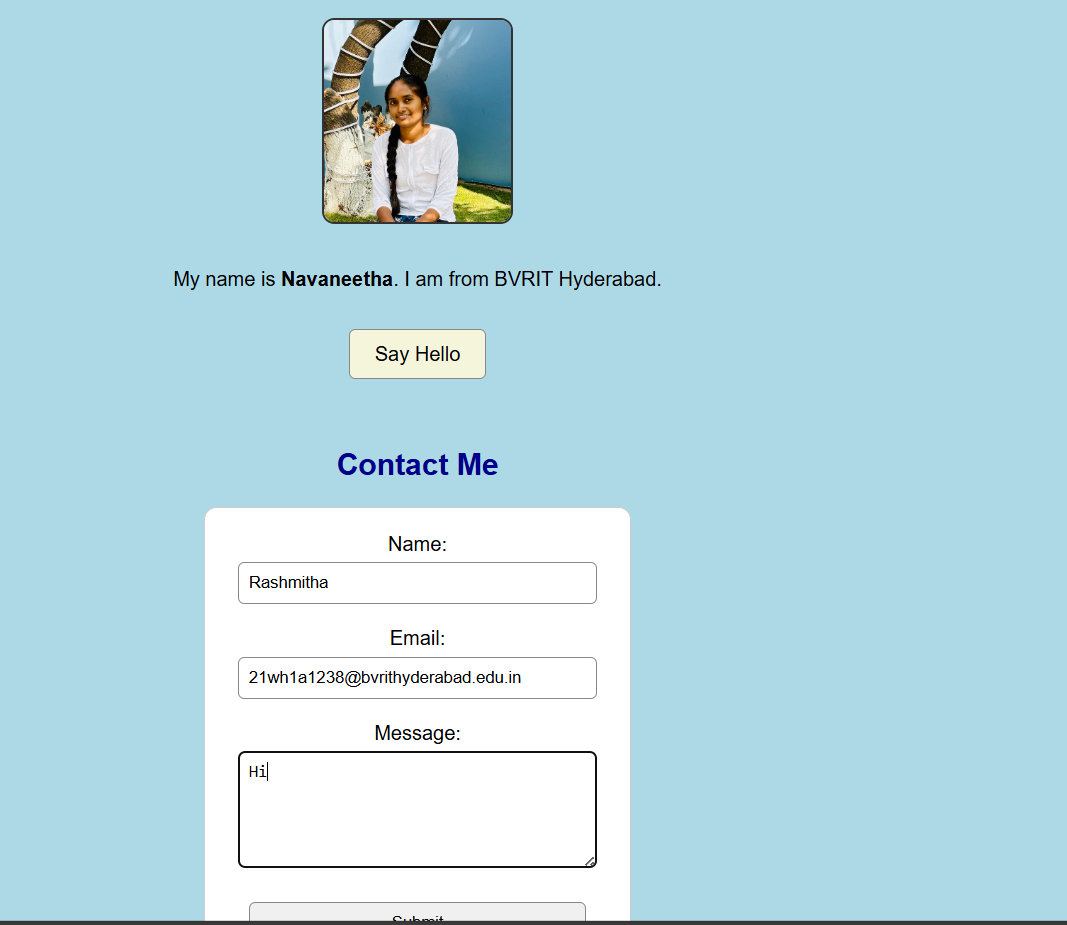 My name is Navaneetha. I am from BVRIT Hyderabad.
Say Hello
Contact Me
Name:
Rashmitha
Email:
21wh1a1238@bvrithyderabad.edu.in
Message:
Hi
Submit